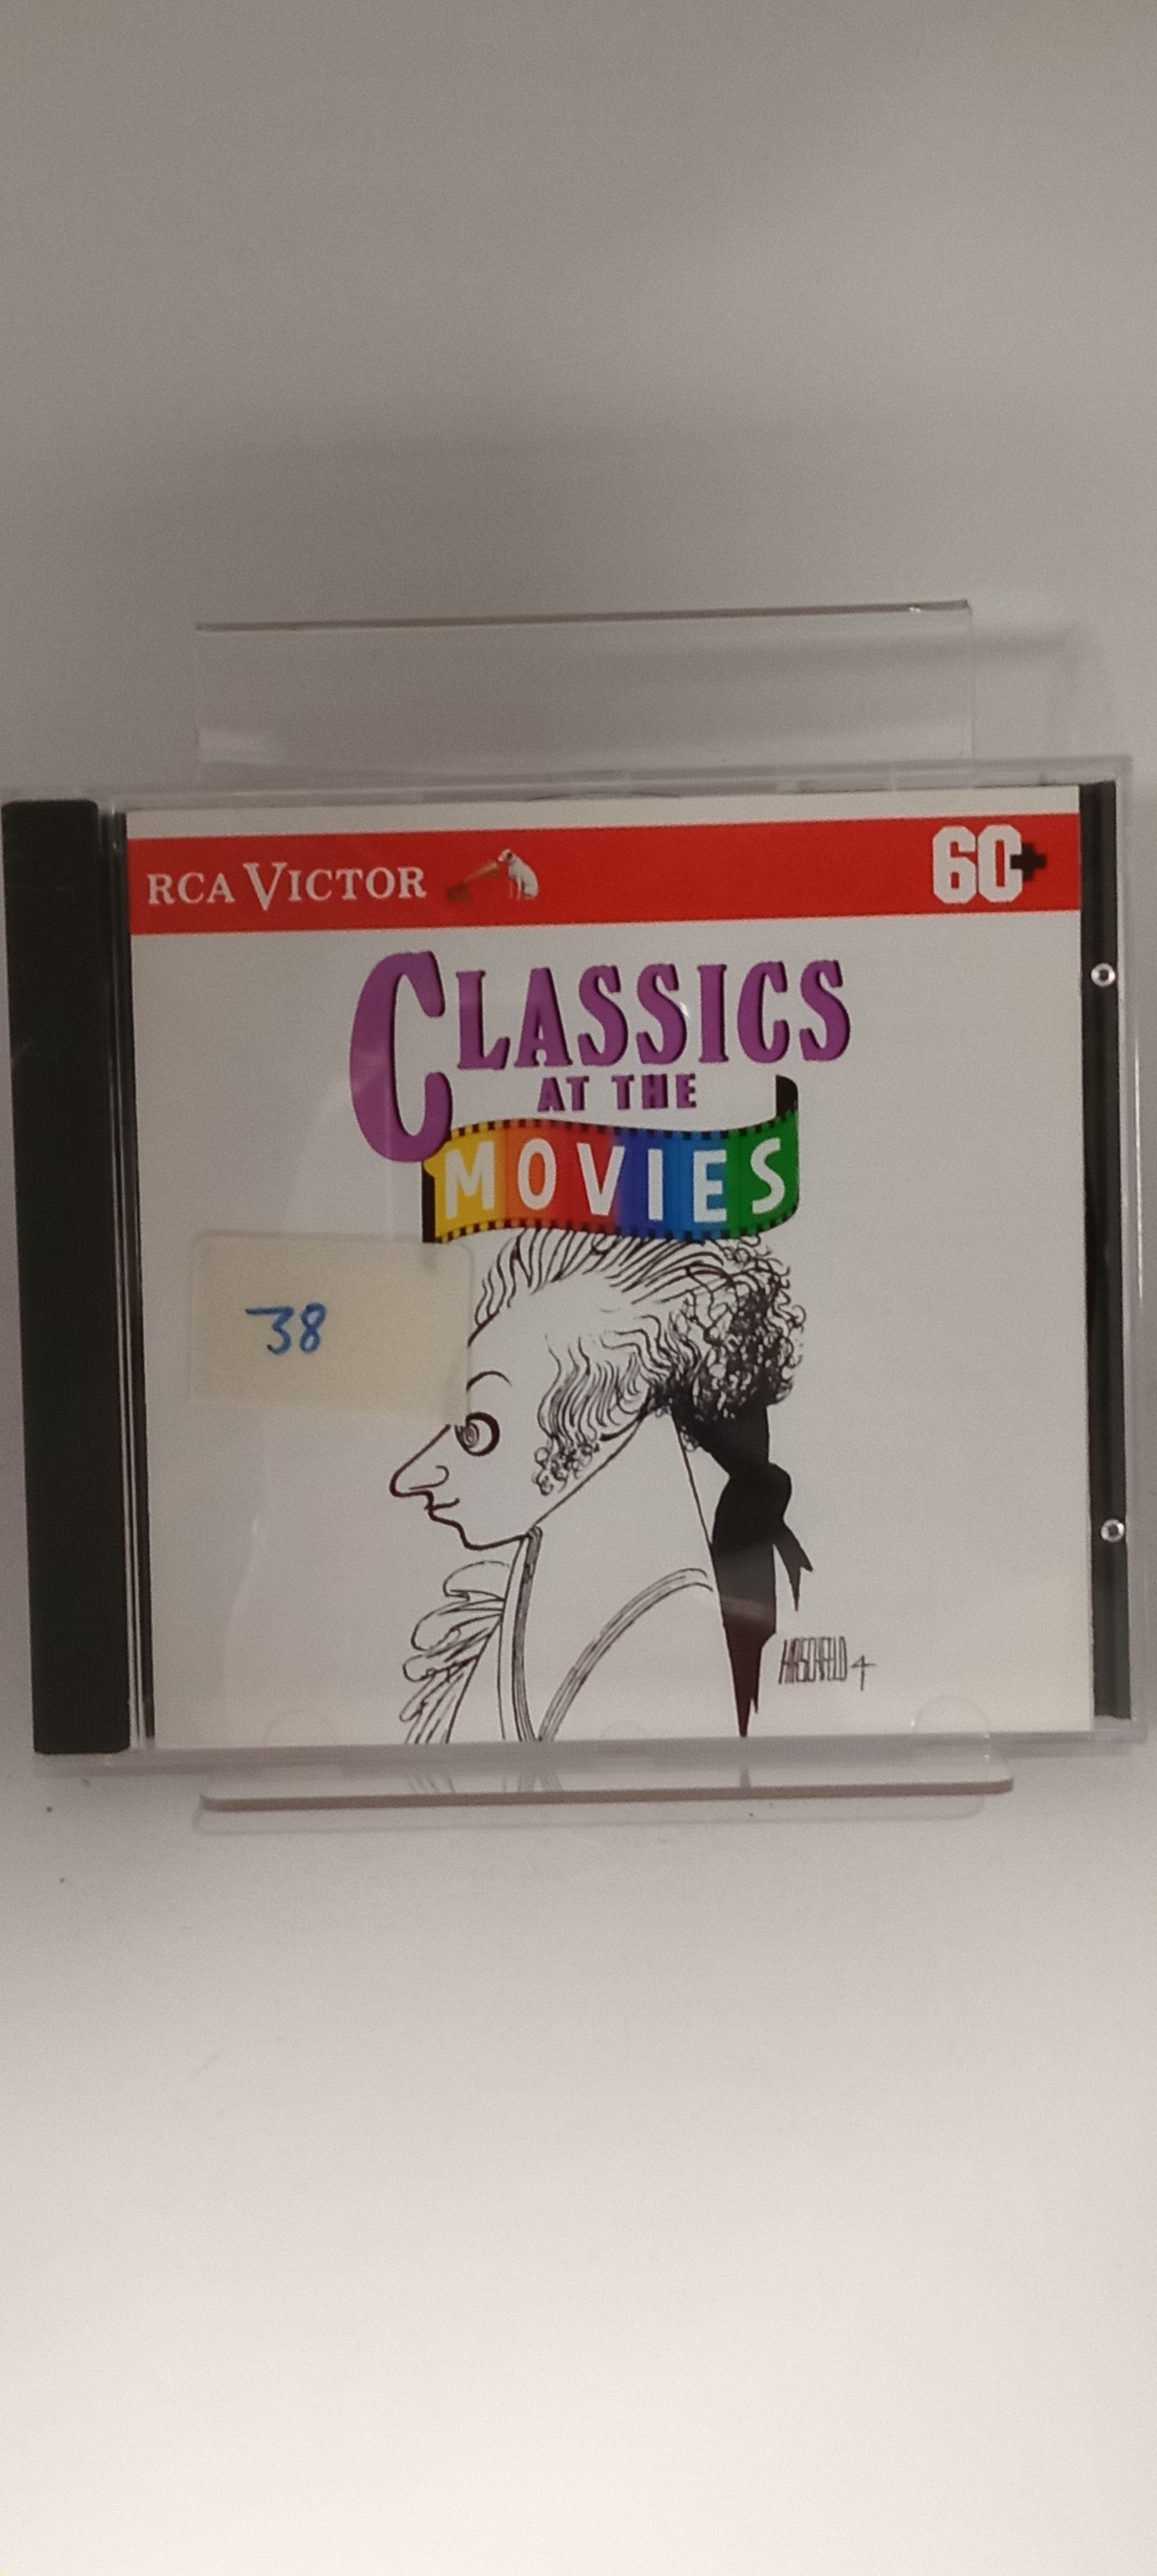 RCA VICTOR
60+
CLASSICS
AT THE
MOVIES
38
HIRSCHFELD 4